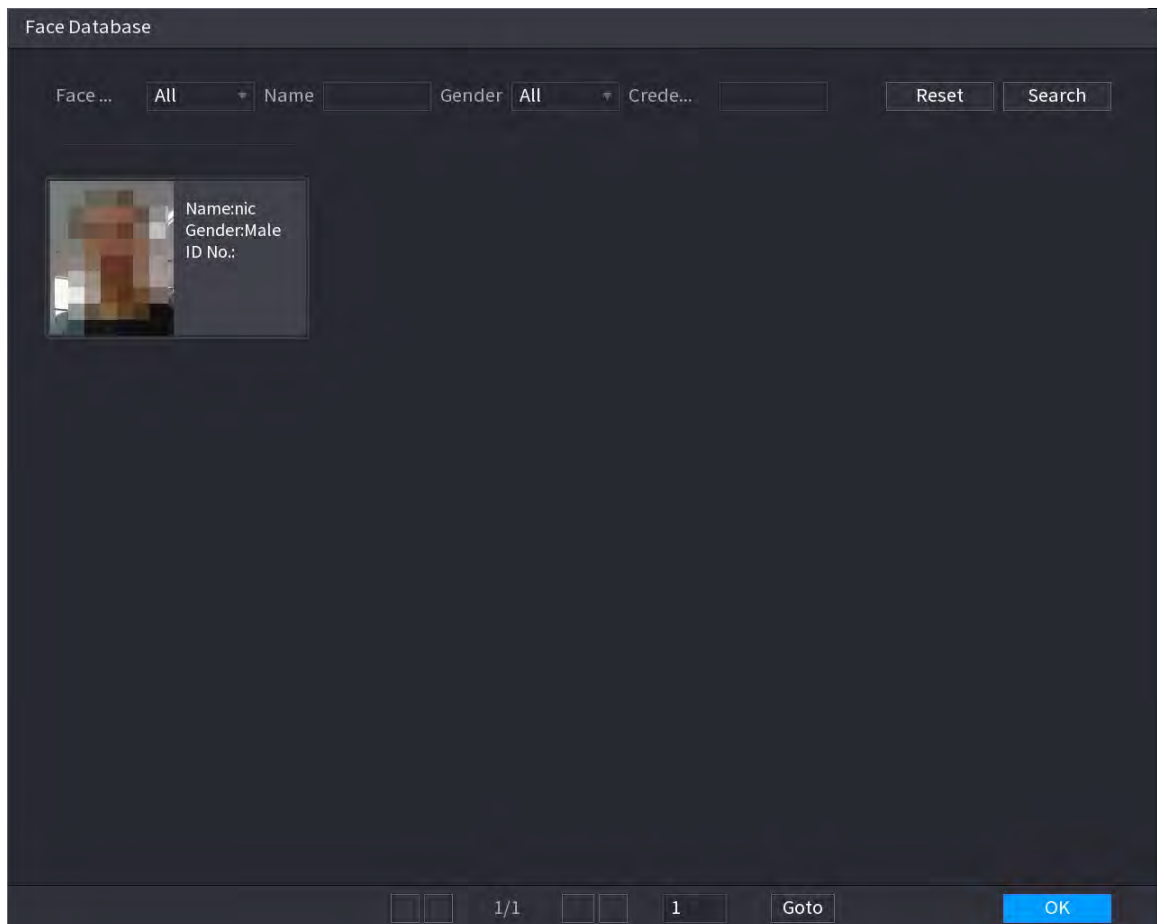 Face Database
Face ... All Name Gender All Crede... Reset Search
Name:nic
Gender:Male
ID No.:
1/1 1 Goto OK